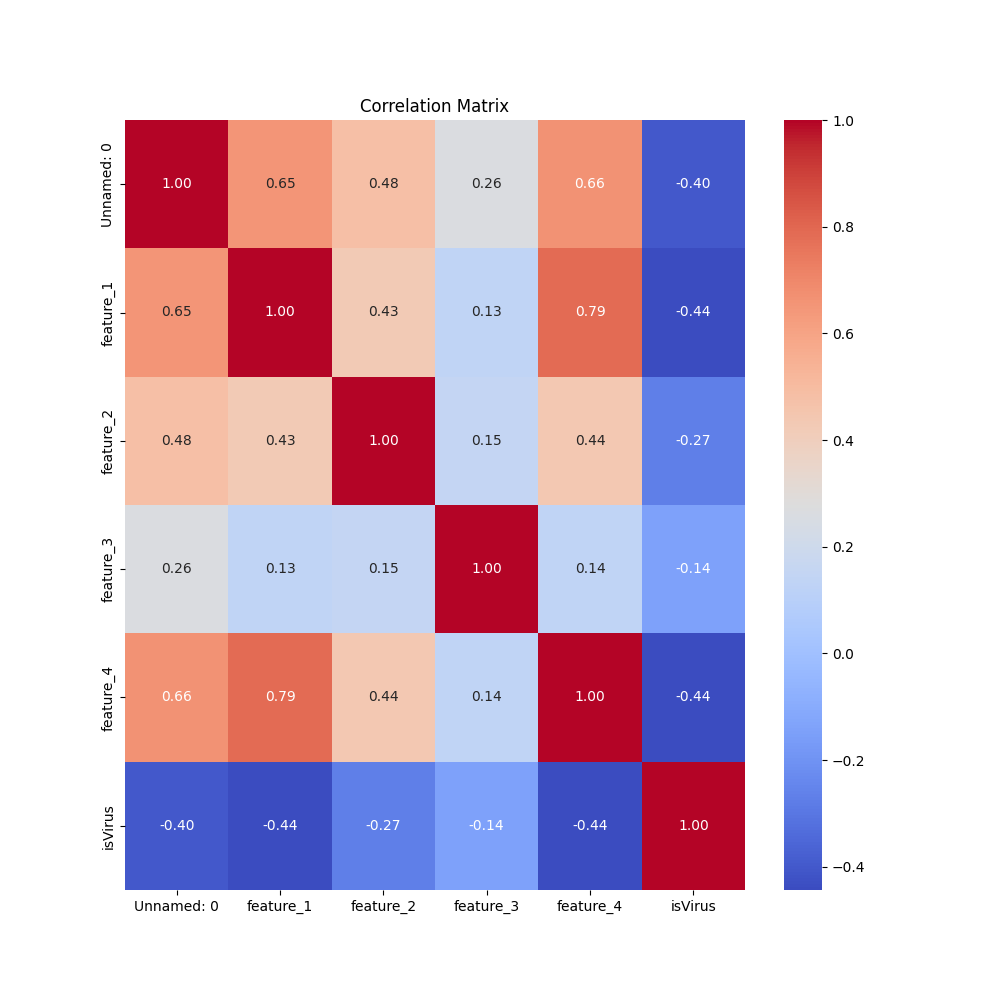 Correlation Matrix
Unnamed: 0 1.00 0.65 0.48 0.26 0.66 -0.40
feature_1 0.65 1.00 0.43 0.13 0.79 -0.44
feature_2 0.48 0.43 1.00 0.15 0.44 -0.27
feature_3 0.26 0.13 0.15 1.00 0.14 -0.14
feature_4 0.66 0.79 0.44 0.14 1.00 -0.44
isVirus -0.40 -0.44 -0.27 -0.14 -0.44 1.00
Unnamed: 0 feature_1 feature_2 feature_3 feature_4 isVirus
1.0
0.8
0.6
0.4
0.2
0.0
−0.2
−0.4